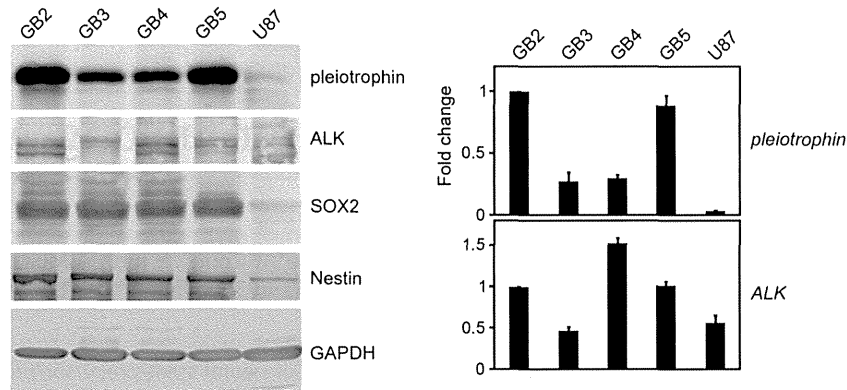 GB2 GB3 GB4 GB5 U87
pleiotrophin
ALK
SOX2
Nestin
GAPDH
GB2 GB3 GB4 GB5 U87
Fold change
1
0.5
0
pleiotrophin
1.5
1
0.5
0
ALK